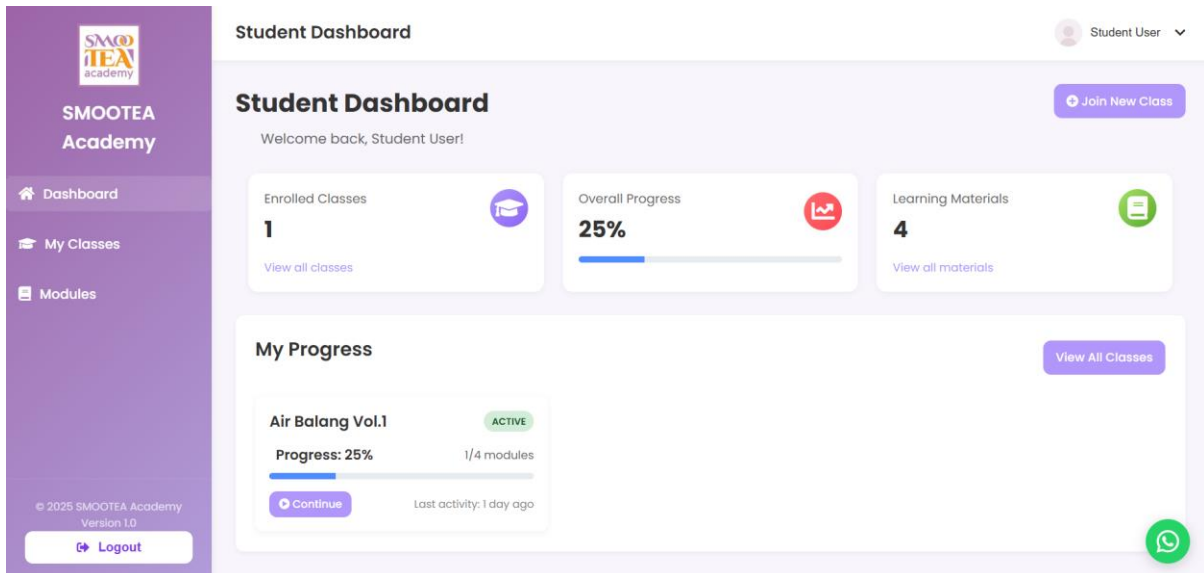 SMOO
iTEA
academy
SMOOTEA
Academy
Dashboard
My Classes
Modules
© 2025 SMOOTEA Academy
Version 1.0
Logout
Student Dashboard
Student User
Student Dashboard
Join New Class
Welcome back, Student User!
Enrolled Classes
1
View all classes
Overall Progress
25%
Learning Materials
4
View all materials
My Progress
View All Classes
Air Balang Vol.1
ACTIVE
Progress: 25%
1/4 modules
Continue
Last activity: 1 day ago